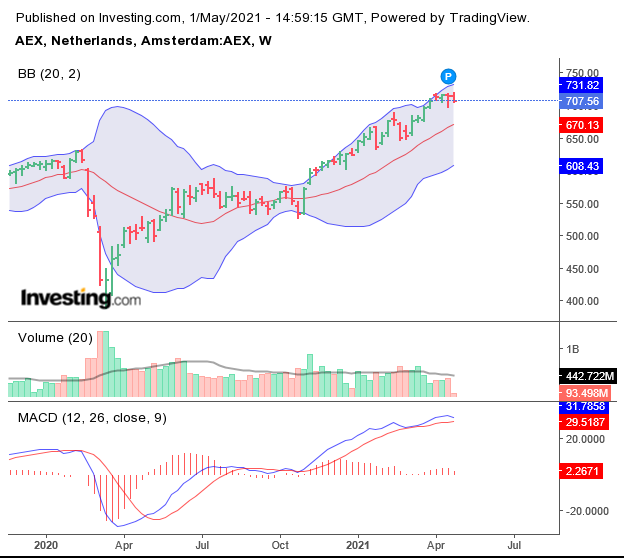 Published on Investing.com, 1/May/2021 - 14:59:15 GMT, Powered by TradingView.
AEX, Netherlands, Amsterdam:AEX, W
BB (20, 2)
P
750.00
731.82
707.56
670.13
650.00
608.43
550.00
500.00
450.00
400.00
Investing.com
Volume (20)
1B
442.722M
93.498M
MACD (12, 26, close, 9)
31.7858
29.5187
20.0000
2.2671
-20.0000
2020 Apr Jul Oct 2021 Apr Jul